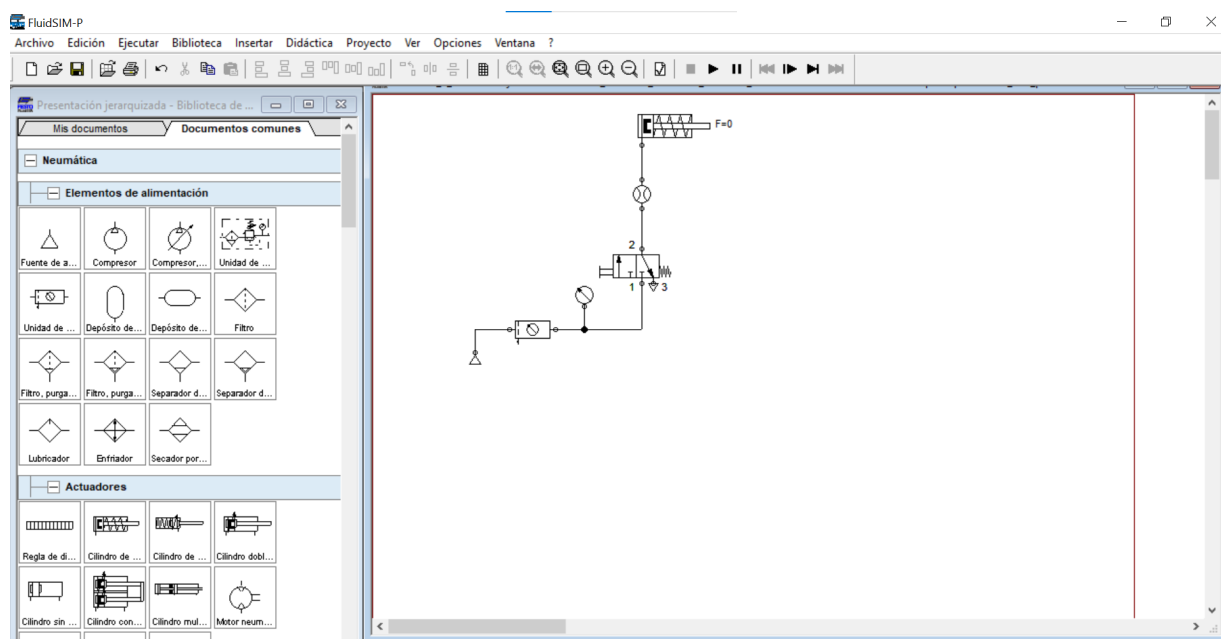 FluidSIM-P
Archivo Edición Ejecutar Biblioteca Insertar Didáctica Proyecto Ver Opciones Ventana ?
Presentación jerarquizada - Biblioteca de ...
Mis documentos Documentos comunes
Neumática
Elementos de alimentación
Fuente de a... Compresor Compresor,... Unidad de ...
Unidad de ... Depósito de... Depósito de... Filtro
Filtro, purga... Filtro, purga... Separador d... Separador d...
Lubricador Enfriador Secador por...
Actuadores
Regla de di... Cilindro de ... Cilindro de ... Cilindro dobl...
Cilindro sin ... Cilindro con... Cilindro mul... Motor neum...
F=0
2
1 3